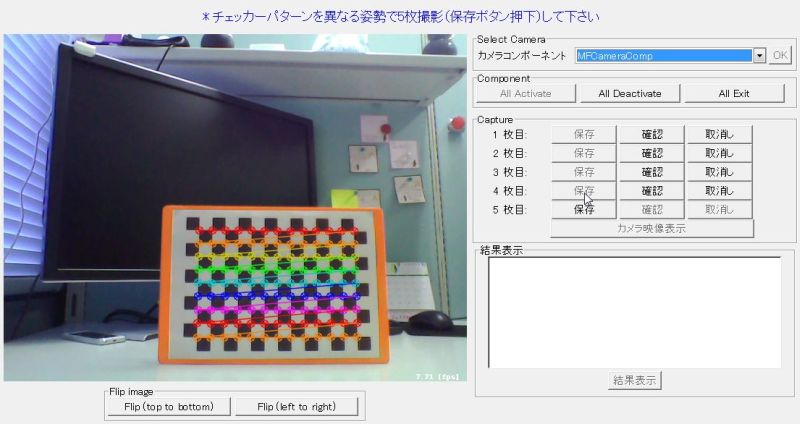 ＊チェッカーパターンを異なる姿勢で5枚撮影(保存ボタン押下)して下さい
Select Camera
カメラコンポーネント MFCameraComp OK
Component
All Activate All Deactivate All Exit
Capture
1 枚目: 保存 確認 取消し
2 枚目: 保存 確認 取消し
3 枚目: 保存 確認 取消し
4 枚目: 保存 確認 取消し
5 枚目: 保存 確認 取消し
カメラ映像表示
結果表示
結果表示
7.71 [fps]
Flip image
Flip(top to bottom) Flip(left to right)